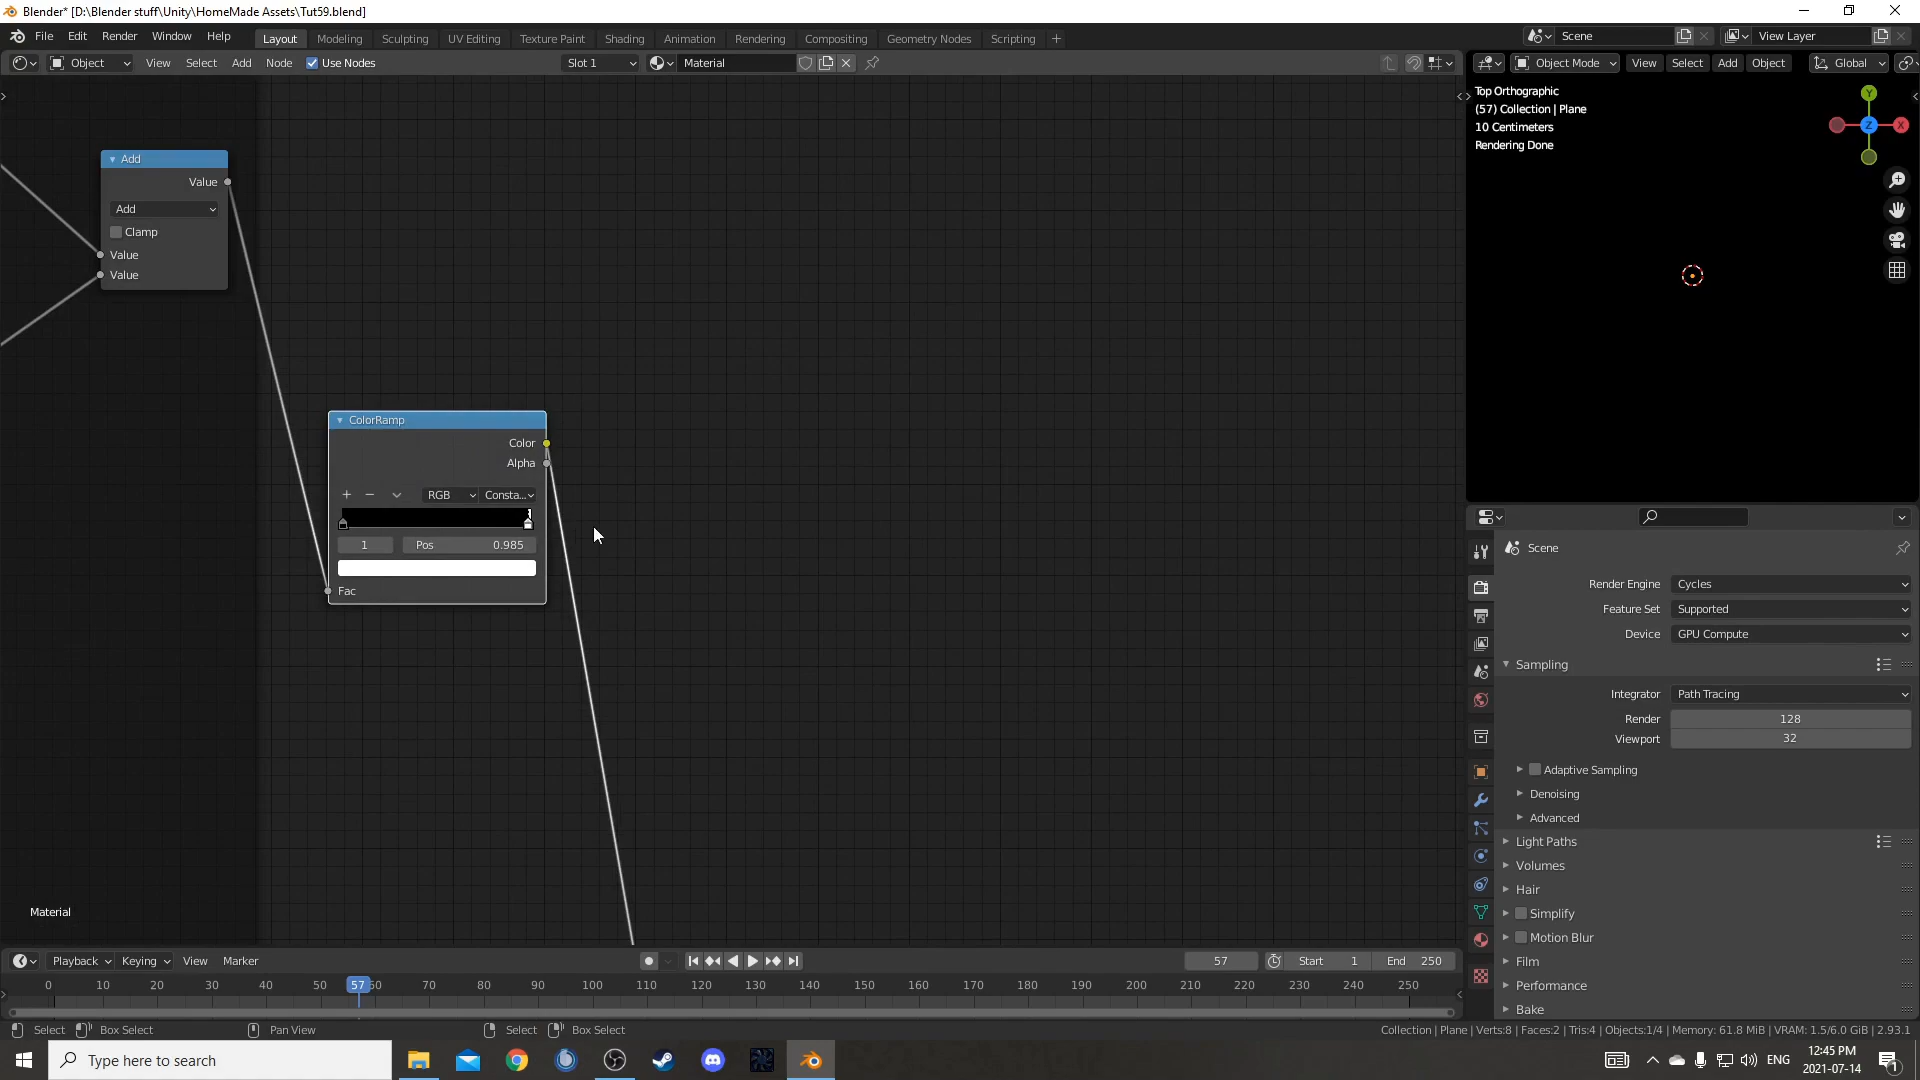 Blender* [D:\Blender stuff\Unity\HomeMade Assets\Tut59.blend]
File Edit Render Window Help Layout Modeling Sculpting UV Editing Texture Paint Shading Animation Rendering Compositing Geometry Nodes Scripting + Scene View Layer
Object View Select Add Node Use Nodes Slot 1 Material Object Mode View Select Add Object Global
Top Orthographic
(57) Collection | Plane
10 Centimeters
Rendering Done
Y
Z
X
Add
Value
Add
Clamp
Value
Value
ColorRamp
Color
Alpha
RGB Consta...
1 Pos 0.985
Fac
Scene
Render Engine Cycles
Feature Set Supported
Device GPU Compute
Sampling
Integrator Path Tracing
Render 128
Viewport 32
Adaptive Sampling
Denoising
Advanced
Light Paths
Volumes
Hair
Simplify
Motion Blur
Film
Performance
Bake
Material
Playback Keying View Marker 57 Start 1 End 250
0 10 20 30 40 50 57 60 70 80 90 100 110 120 130 140 150 160 170 180 190 200 210 220 230 240 250
Select Box Select Pan View Select Box Select Collection | Plane | Verts:8 | Faces:2 | Tris:4 | Objects:1/4 | Memory: 61.8 MiB | VRAM: 1.5/6.0 GiB | 2.93.1
Type here to search ENG 12:45 PM
2021-07-14
1